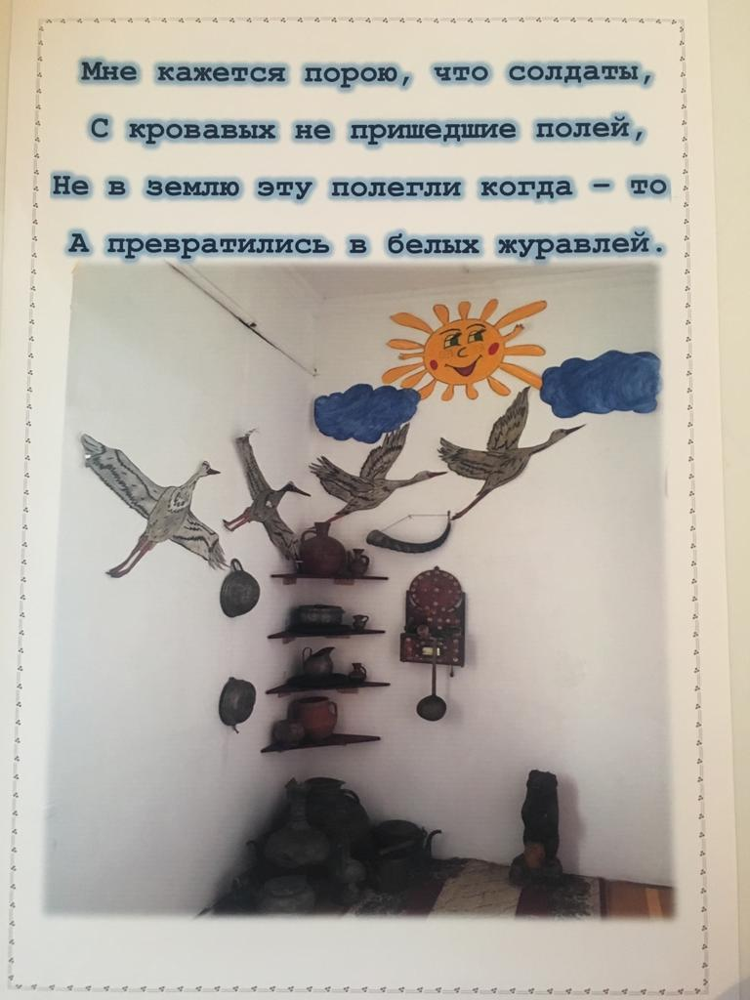 Мне кажется порою, что солдаты,
С кровавых не пришедшие полей,
Не в землю эту полегли когда – то
А превратились в белых журавлей.